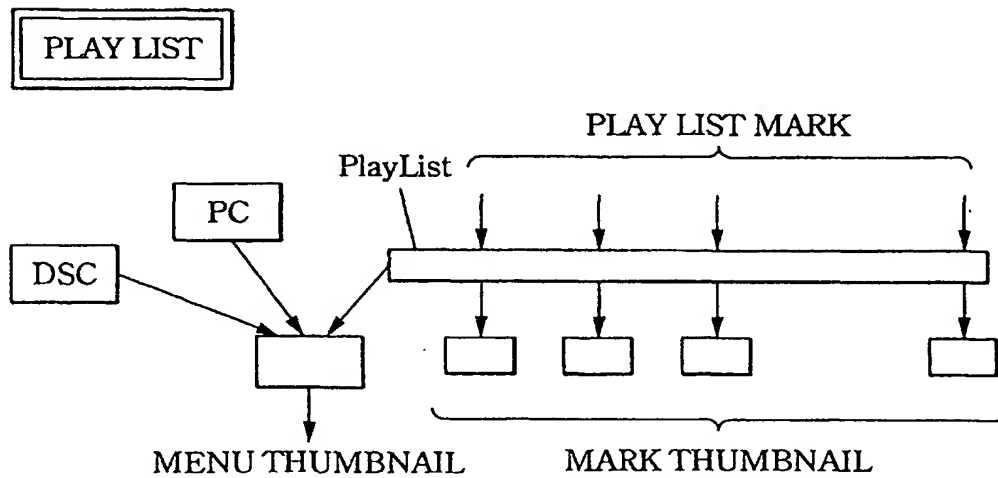 PLAY LIST
PLAY LIST MARK
PlayList
PC
DSC
MENU THUMBNAIL
MARK THUMBNAIL